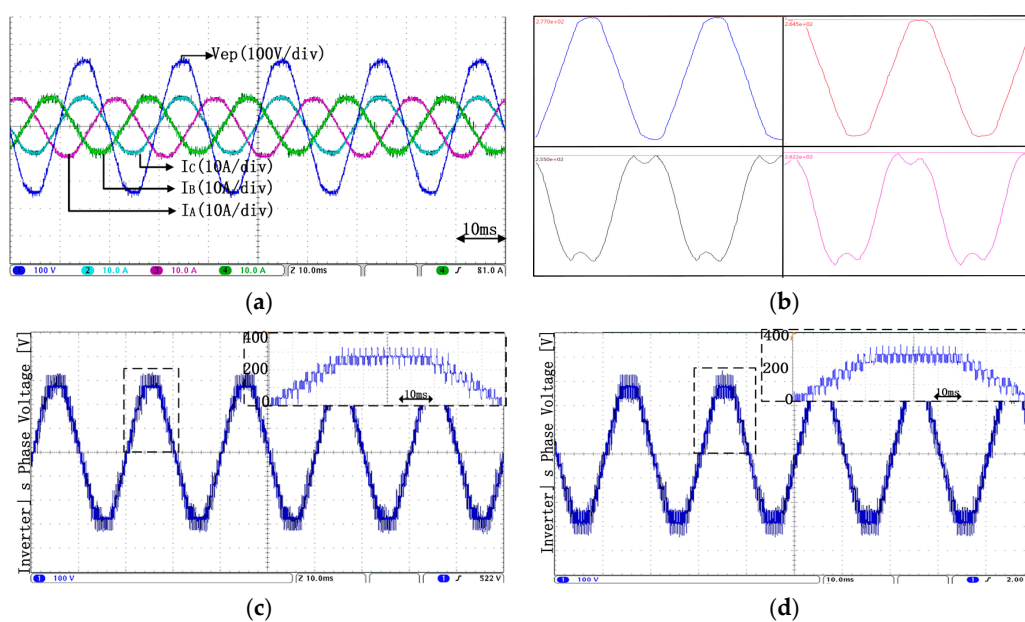 Vep(100V/div)
IC(10A/div)
IB(10A/div)
IA(10A/div)
10ms
1 100 V 2 10.0 A 3 10.0 A 4 10.0 A Z 10.0ms 4 81.0 A
(a)
2.770e+02
2.645e+02
2.550e+02
2.622e+02
(b)
Inverter」s Phase Voltage [V]
400
200
0
10ms
1 100 V Z 10.0ms 1 522 V
(c)
Inverter」s Phase Voltage [V]
400
200
0
10ms
1 100 V 10.0ms 1 2.00
(d)